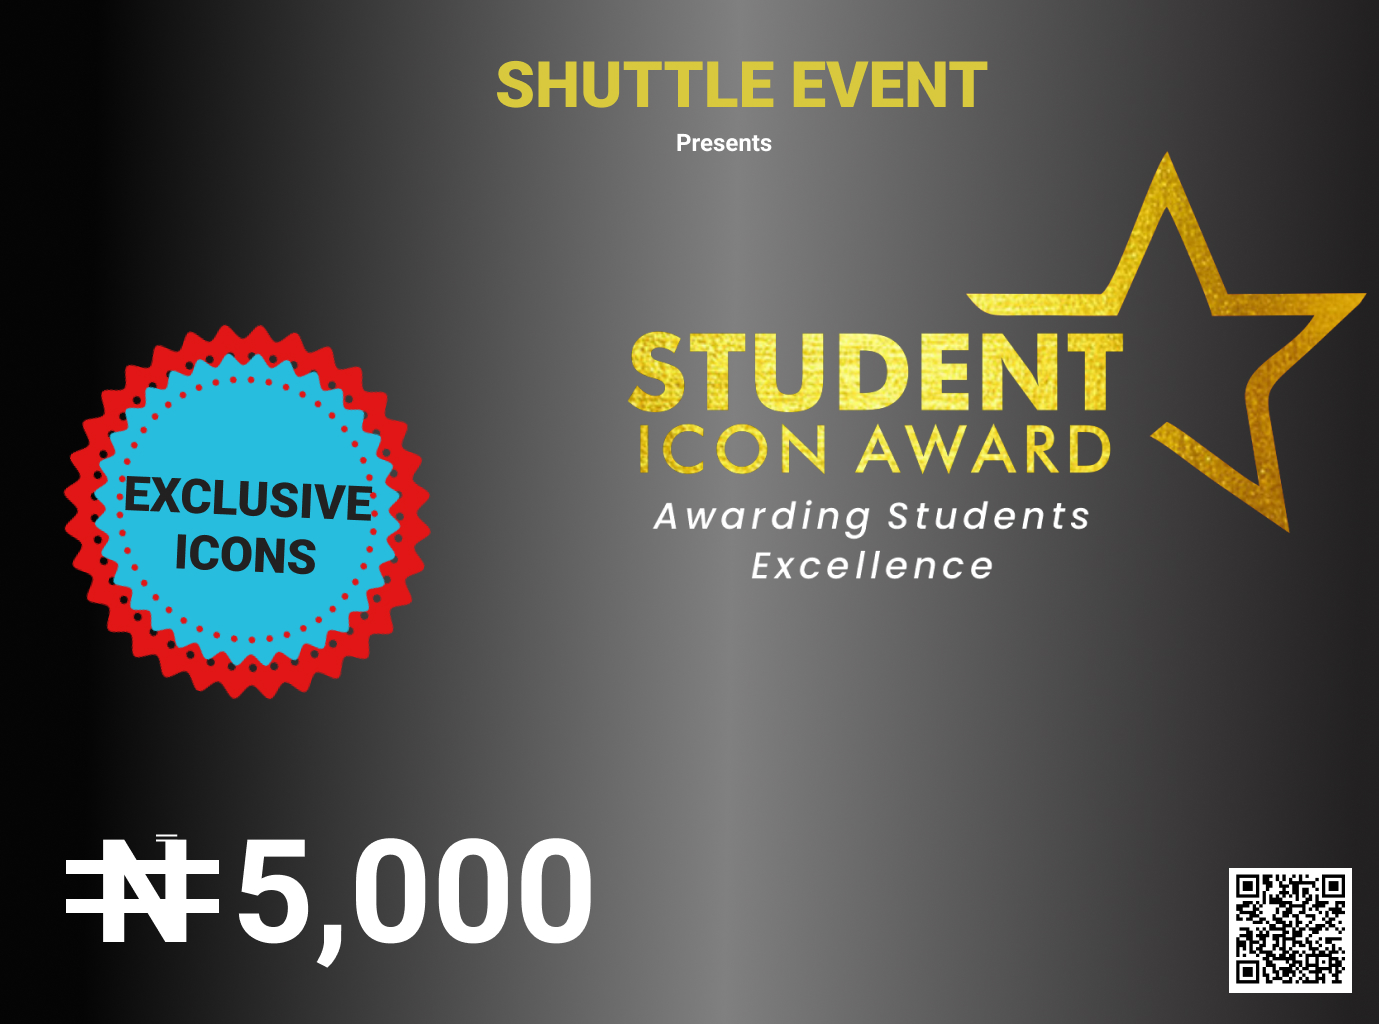 SHUTTLE EVENT
Presents
STUDENT
ICON AWARD
Awarding Students
Excellence
EXCLUSIVE
ICONS
₦5,000